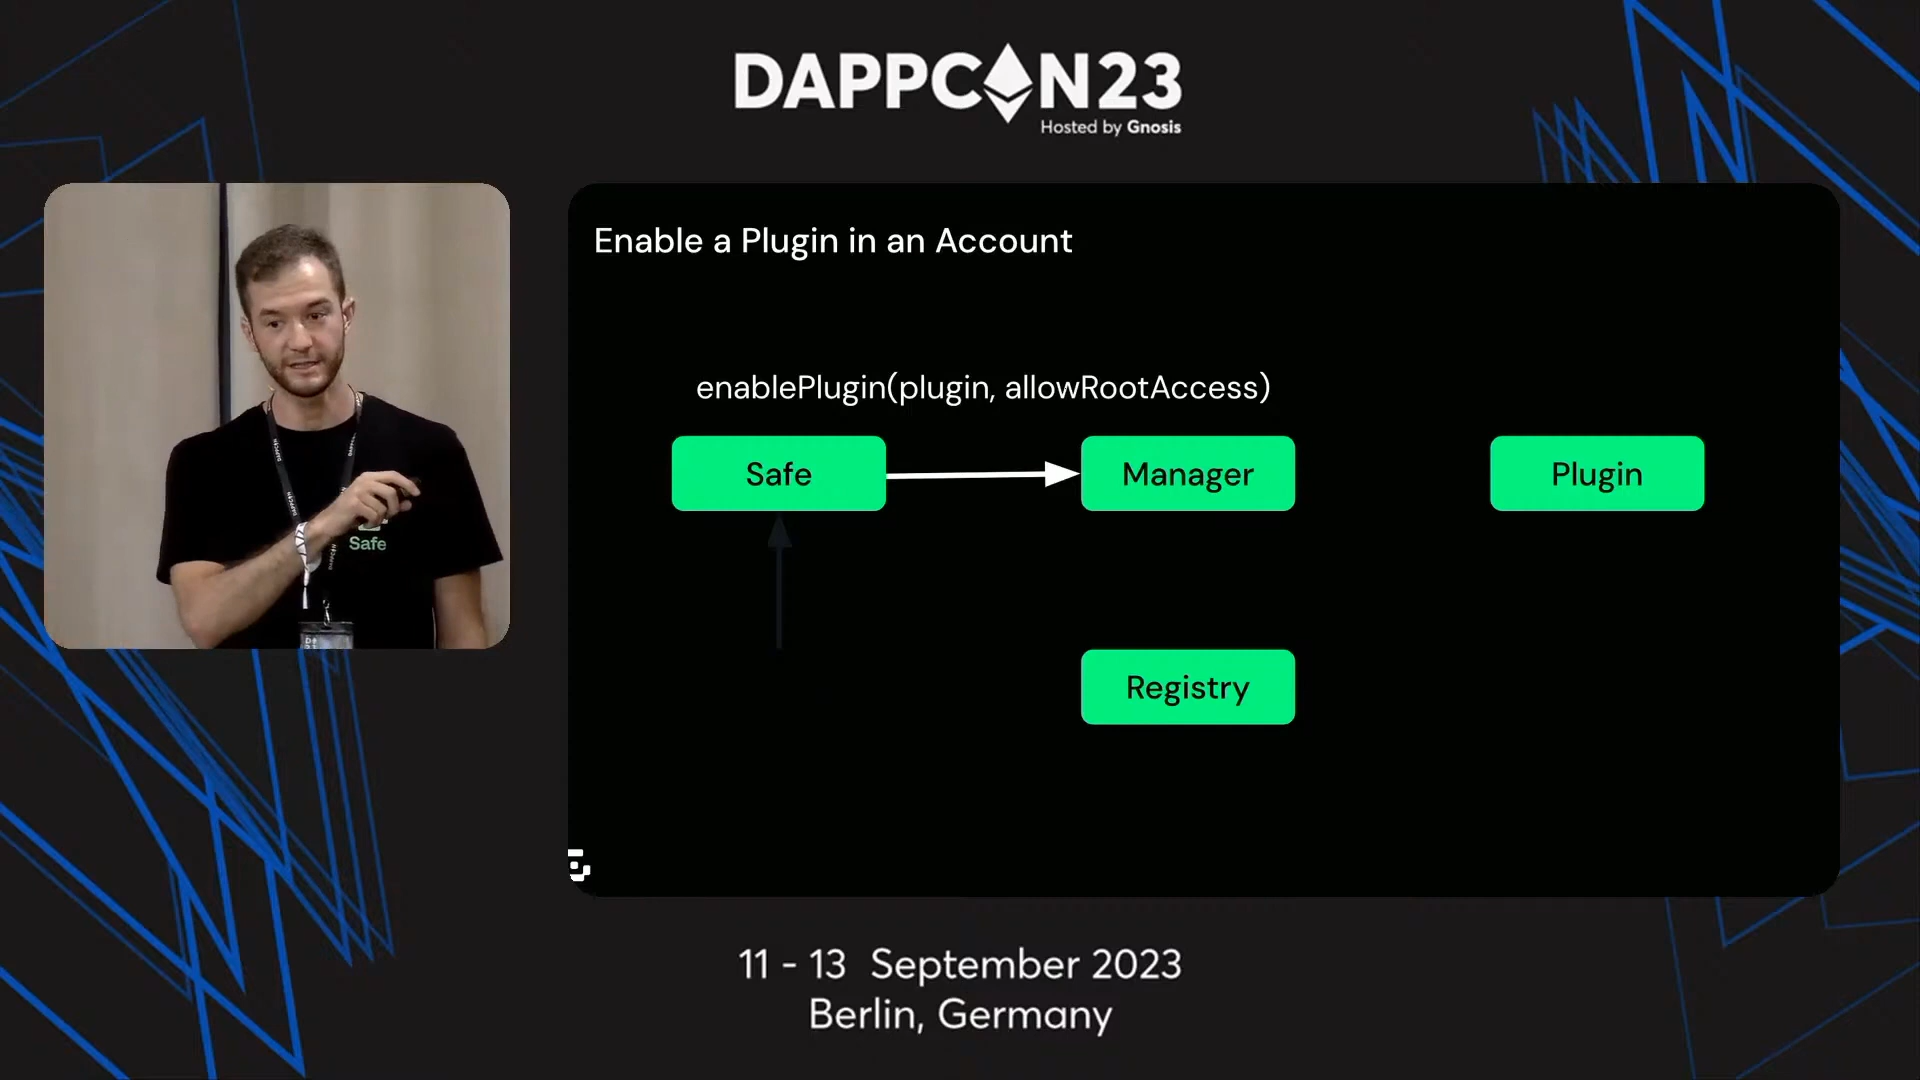 DAPPCON23
Hosted by Gnosis
Enable a Plugin in an Account
enablePlugin(plugin, allowRootAccess)
Safe
Manager
Plugin
Registry
Safe
11 - 13 September 2023
Berlin, Germany